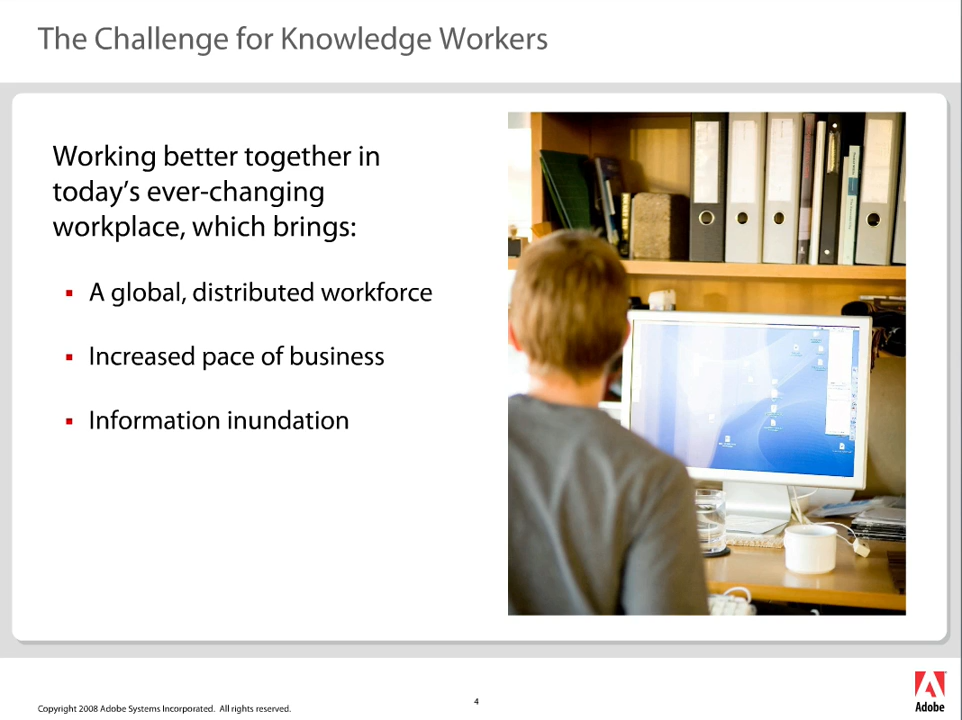 The Challenge for Knowledge Workers
Working better together in
today’s ever-changing
workplace, which brings:
▪ A global, distributed workforce
▪ Increased pace of business
▪ Information inundation
Copyright 2008 Adobe Systems Incorporated.  All rights reserved.
4
Adobe